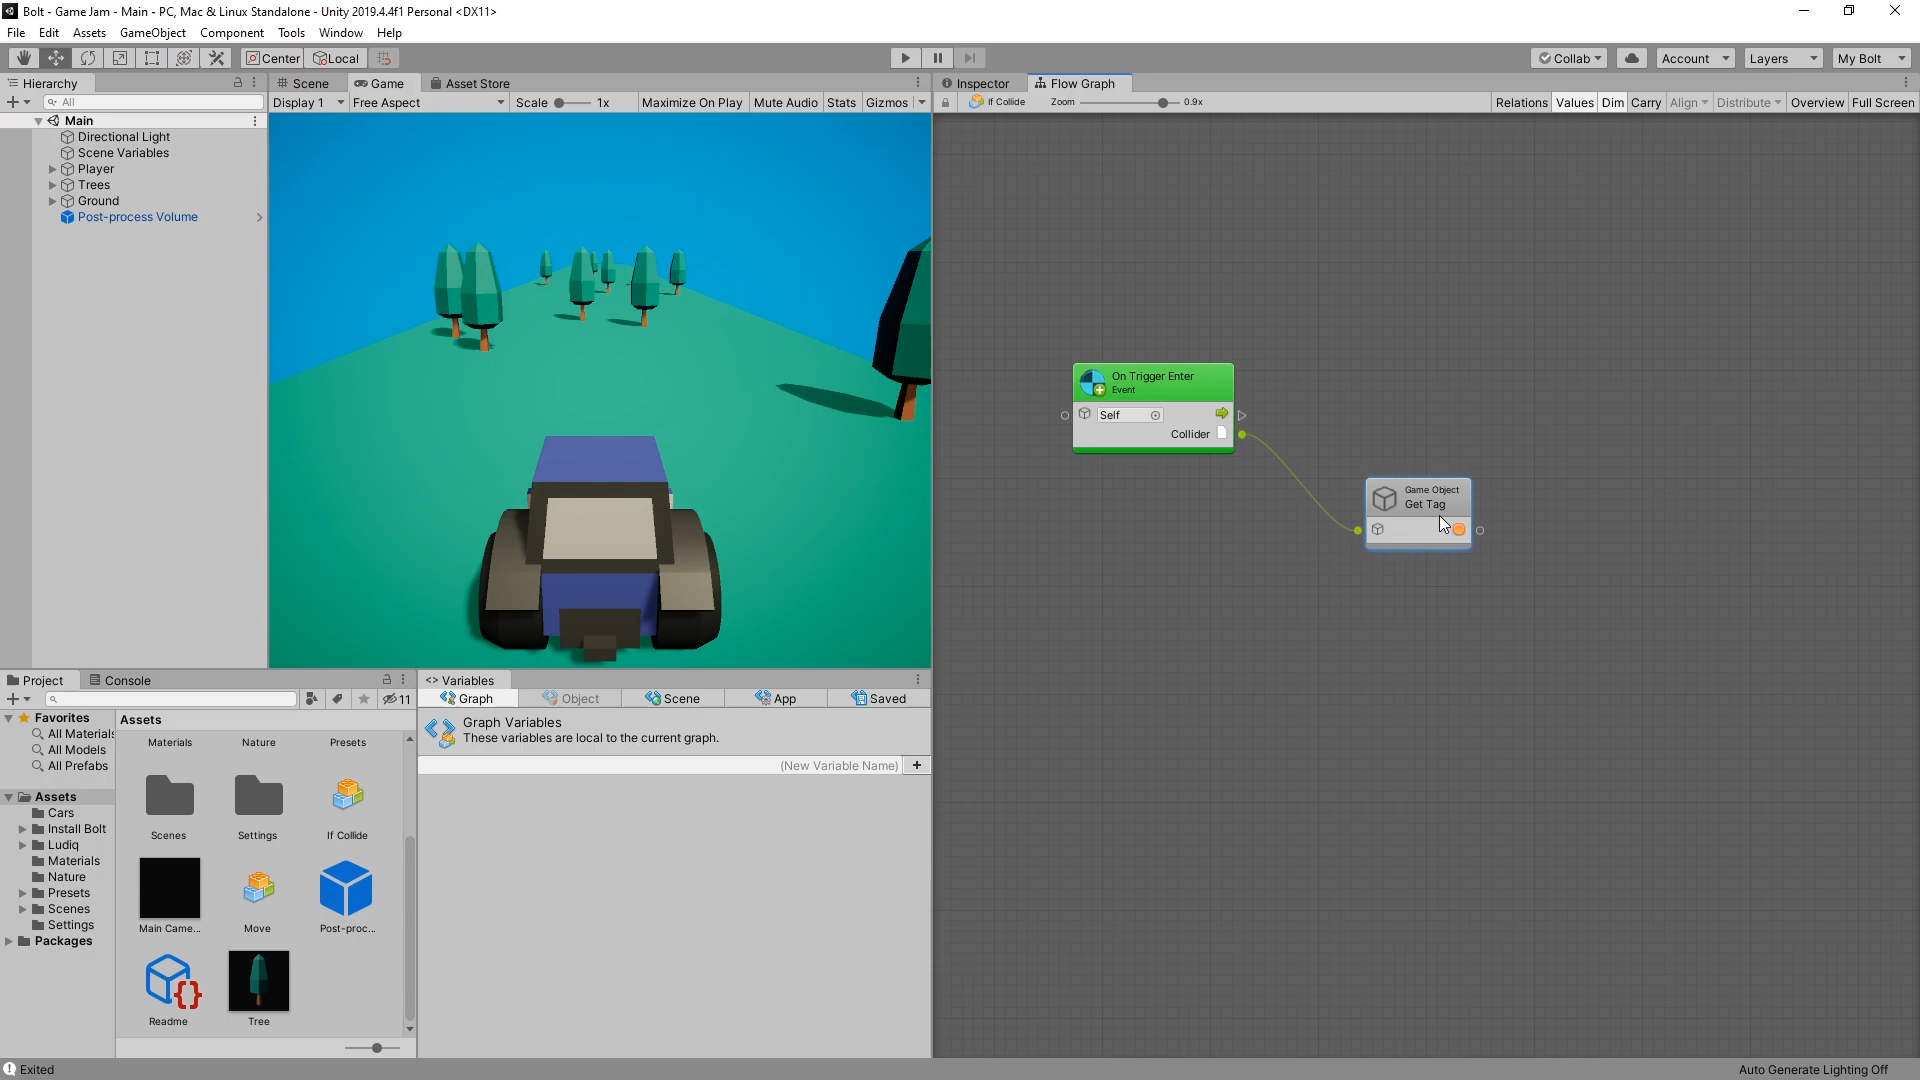 Bolt - Game Jam - Main - PC, Mac & Linux Standalone - Unity 2019.4.4f1 Personal <DX11>
File Edit Assets GameObject Component Tools Window Help
Center Local Collab Account Layers My Bolt
Hierarchy Scene Game Asset Store Inspector Flow Graph
All Display 1 Free Aspect Scale 1x Maximize On Play Mute Audio Stats Gizmos If Collide Zoom 0.9x Relations Values Dim Carry Align Distribute Overview Full Screen
Main
Directional Light
Scene Variables
Player
Trees
Ground
Post-process Volume
On Trigger Enter
Event
Self
Collider
Game Object
Get Tag
Project Console
11
Favorites
All Materials
All Models
All Prefabs
Assets
Cars
Install Bolt
Ludiq
Materials
Nature
Presets
Scenes
Settings
Packages
Assets
Materials Nature Presets
Scenes Settings If Collide
Main Came... Move Post-proc...
Readme Tree
<> Variables
Graph Object Scene App Saved
Graph Variables
These variables are local to the current graph.
(New Variable Name)
Exited
Auto Generate Lighting Off